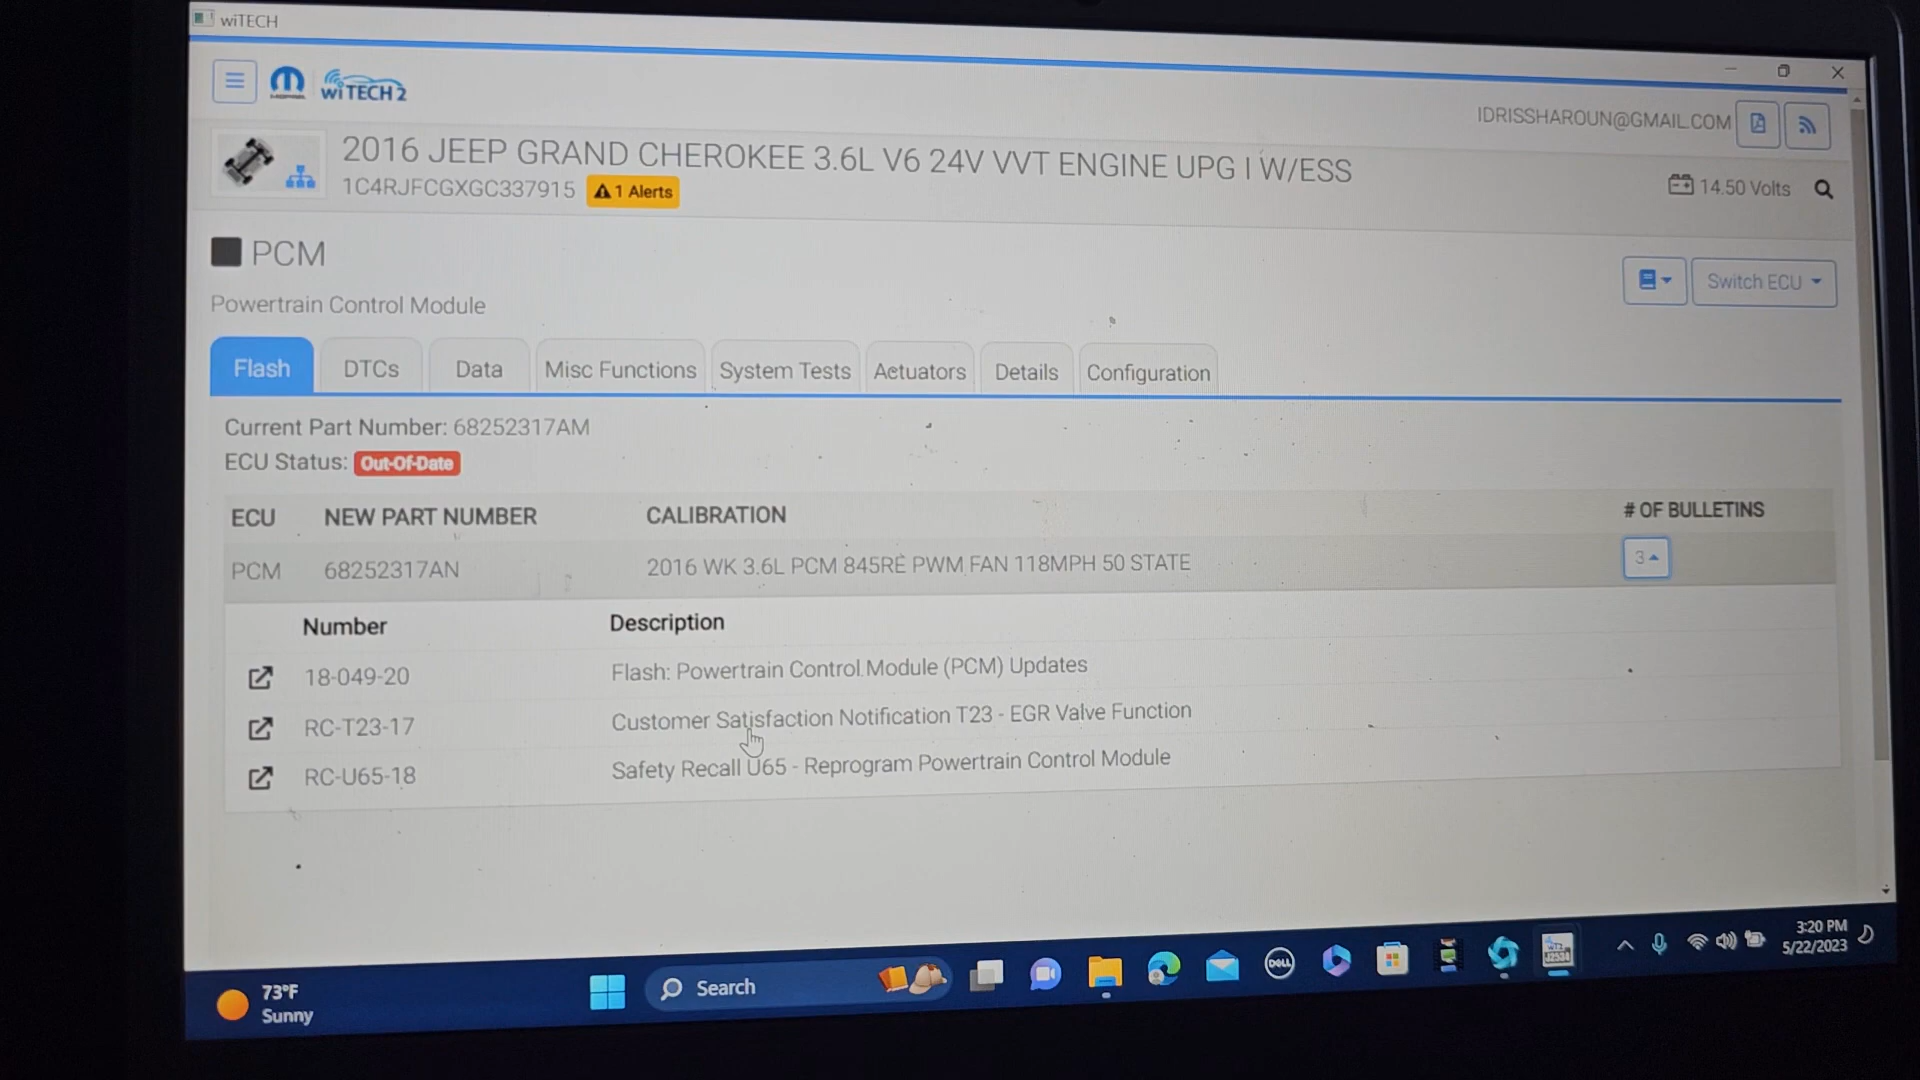 wiTECH
MOPAR wiTECH 2
IDRISSHAROUN@GMAIL.COM
2016 JEEP GRAND CHEROKEE 3.6L V6 24V VVT ENGINE UPG I W/ESS
1C4RJFCGXGC337915 1 Alerts
14.50 Volts
PCM
Switch ECU
Powertrain Control Module
Flash DTCs Data Misc Functions System Tests Actuators Details Configuration
Current Part Number: 68252317AM
ECU Status: Out-Of-Date
ECU NEW PART NUMBER CALIBRATION # OF BULLETINS
PCM 68252317AN 2016 WK 3.6L PCM 845RE PWM FAN 118MPH 50 STATE 3
Number Description
18-049-20 Flash: Powertrain Control Module (PCM) Updates
RC-T23-17 Customer Satisfaction Notification T23 - EGR Valve Function
RC-U65-18 Safety Recall U65 - Reprogram Powertrain Control Module
73°F
Sunny
Search
DELL
WT2
J2534
3:20 PM
5/22/2023